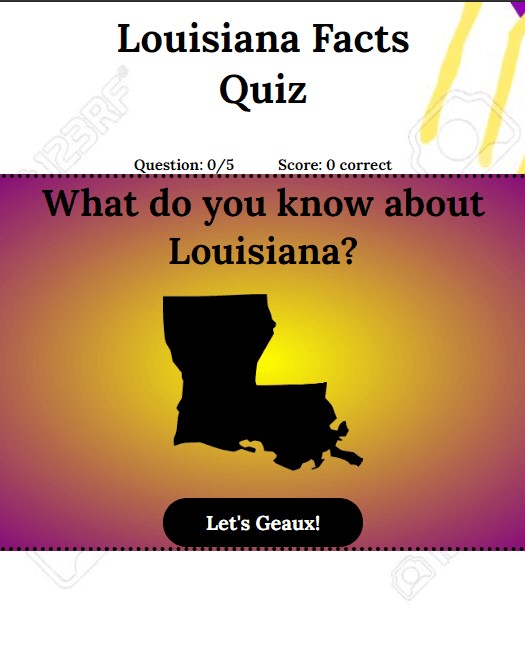 Louisiana Facts
Quiz
123RF
Question: 0/5 Score: 0 correct
What do you know about
Louisiana?
Let's Geaux!